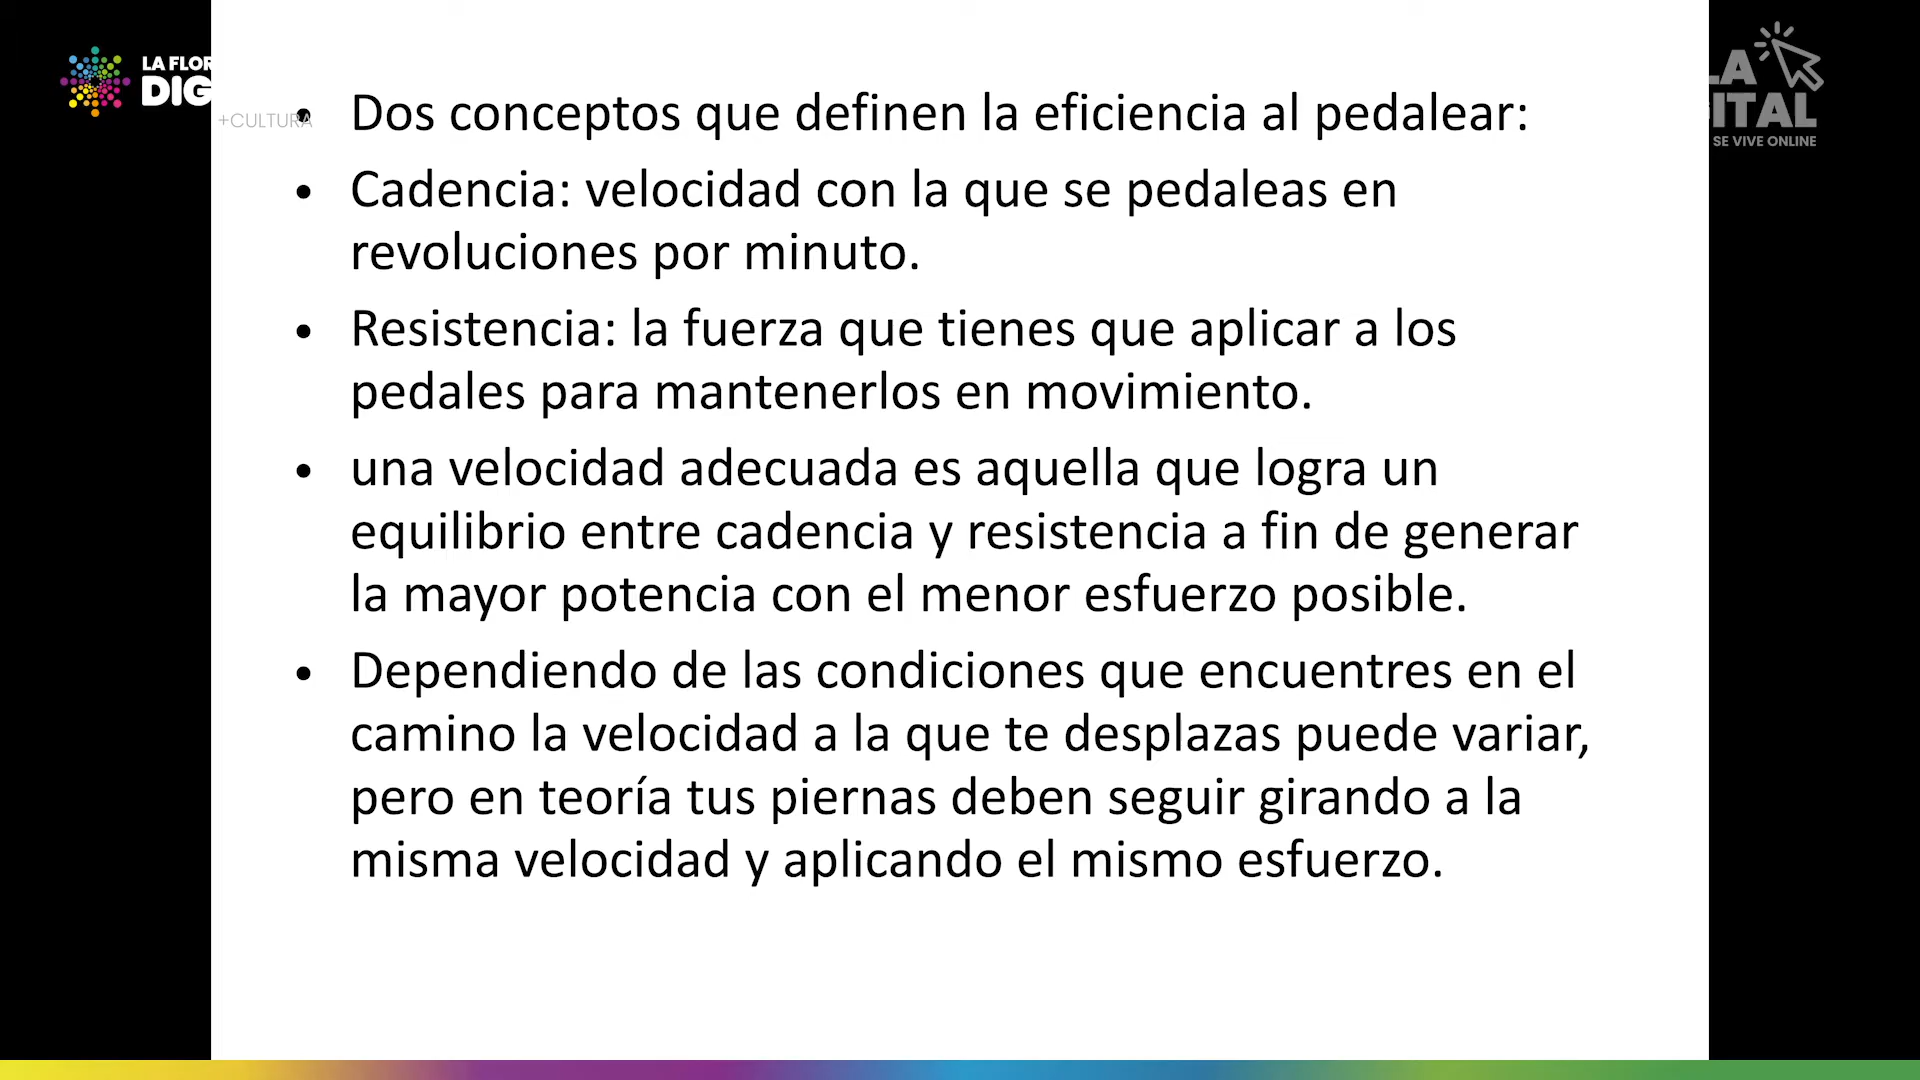 LA FLOR
DIG
+CULTURA
LA
ITAL
SE VIVE ONLINE
• Dos conceptos que definen la eficiencia al pedalear:
• Cadencia: velocidad con la que se pedaleas en
revoluciones por minuto.
• Resistencia: la fuerza que tienes que aplicar a los
pedales para mantenerlos en movimiento.
• una velocidad adecuada es aquella que logra un
equilibrio entre cadencia y resistencia a fin de generar
la mayor potencia con el menor esfuerzo posible.
• Dependiendo de las condiciones que encuentres en el
camino la velocidad a la que te desplazas puede variar,
pero en teoría tus piernas deben seguir girando a la
misma velocidad y aplicando el mismo esfuerzo.